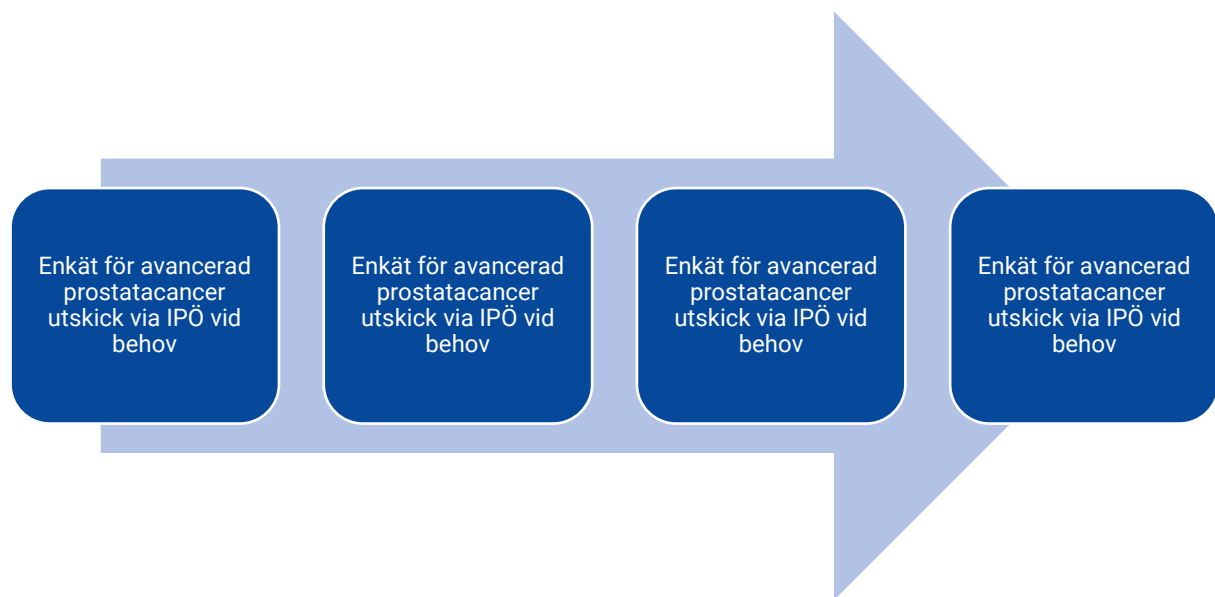 Enkät för avancerad
prostatacancer
utskick via IPÖ vid
behov
Enkät för avancerad
prostatacancer
utskick via IPÖ vid
behov
Enkät för avancerad
prostatacancer
utskick via IPÖ vid
behov
Enkät för avancerad
prostatacancer
utskick via IPÖ vid
behov